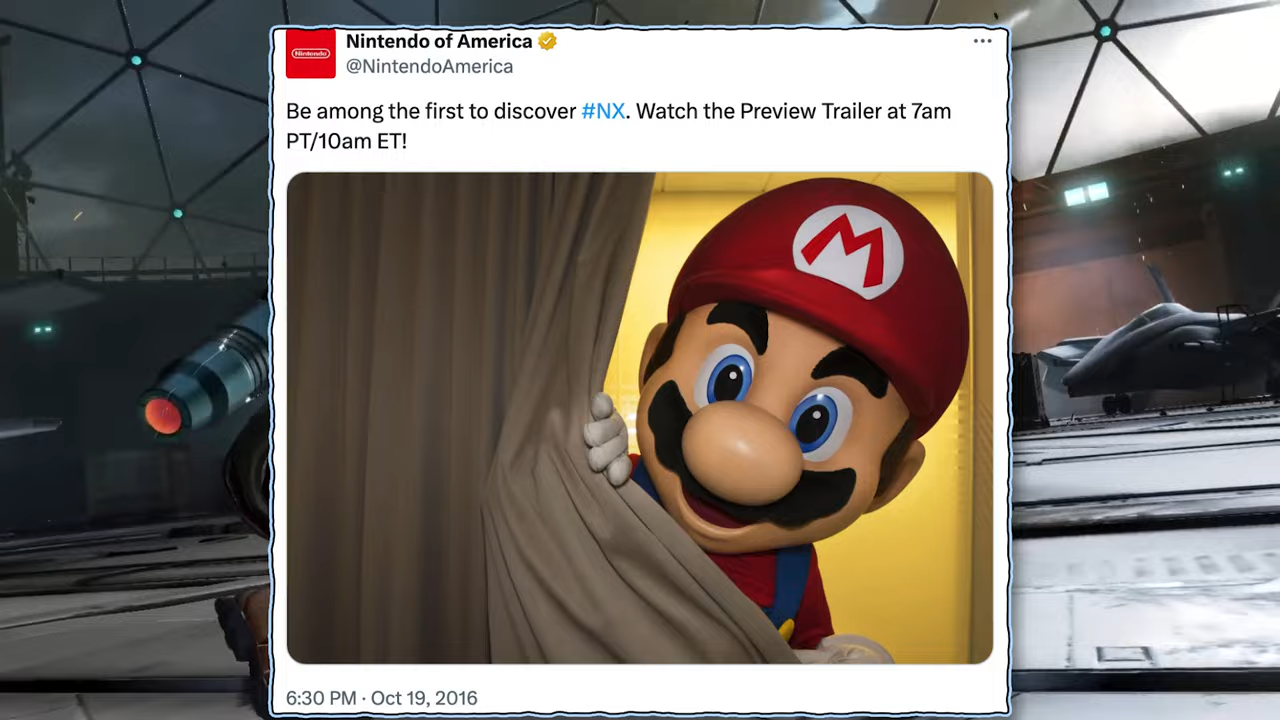 Nintendo of America
Nintendo
@NintendoAmerica
Be among the first to discover #NX. Watch the Preview Trailer at 7am
PT/10am ET!
M
6:30 PM · Oct 19, 2016